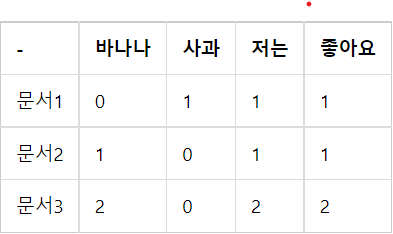 - 바나나 사과 저는 좋아요
문서1 0 1 1 1
문서2 1 0 1 1
문서3 2 0 2 2